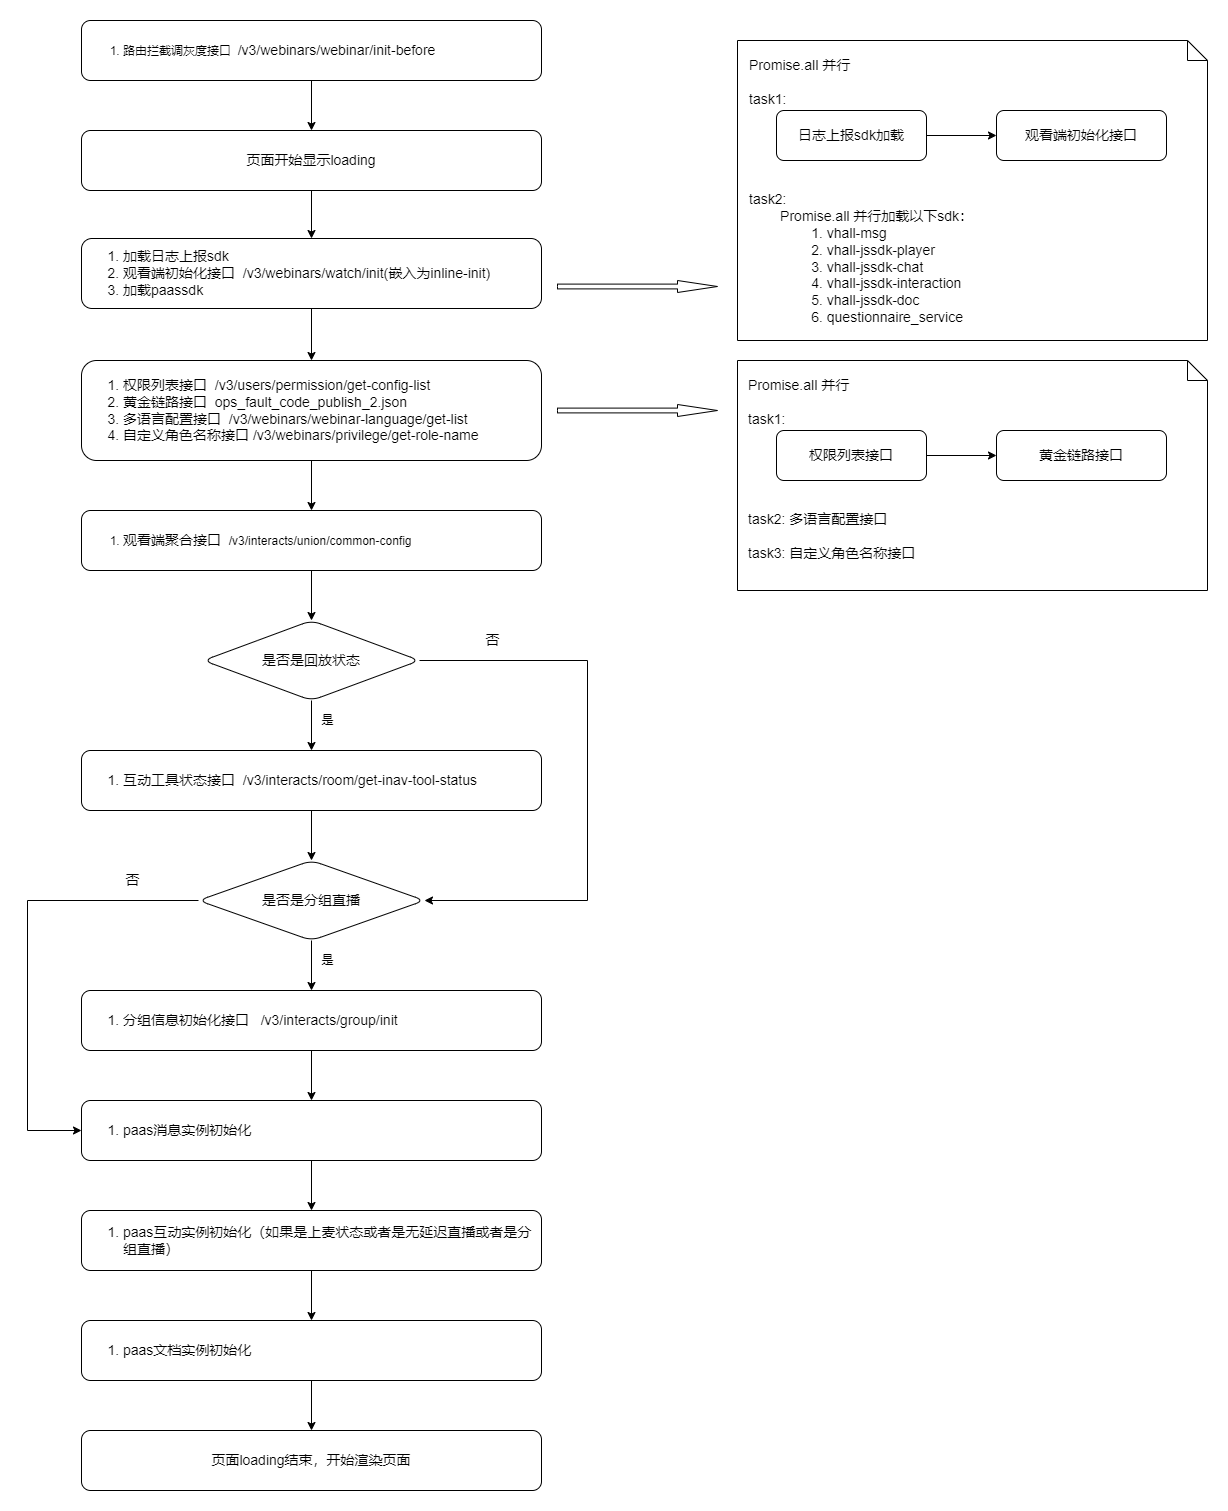 1. 路由拦截调灰度接口 /v3/webinars/webinar/init-before
页面开始显示loading
1. 加载日志上报sdk
2. 观看端初始化接口 /v3/webinars/watch/init(嵌入为inline-init)
3. 加载paassdk
Promise.all 并行
task1:
日志上报sdk加载
观看端初始化接口
task2:
Promise.all 并行加载以下sdk：
1. vhall-msg
2. vhall-jssdk-player
3. vhall-jssdk-chat
4. vhall-jssdk-interaction
5. vhall-jssdk-doc
6. questionnaire_service
1. 权限列表接口 /v3/users/permission/get-config-list
2. 黄金链路接口 ops_fault_code_publish_2.json
3. 多语言配置接口 /v3/webinars/webinar-language/get-list
4. 自定义角色名称接口 /v3/webinars/privilege/get-role-name
Promise.all 并行
task1:
权限列表接口
黄金链路接口
task2: 多语言配置接口
task3: 自定义角色名称接口
1. 观看端聚合接口 /v3/interacts/union/common-config
是否是回放状态
否
是
1. 互动工具状态接口 /v3/interacts/room/get-inav-tool-status
是否是分组直播
否
是
1. 分组信息初始化接口 /v3/interacts/group/init
1. paas消息实例初始化
1. paas互动实例初始化（如果是上麦状态或者是无延迟直播或者是分
组直播）
1. paas文档实例初始化
页面loading结束，开始渲染页面